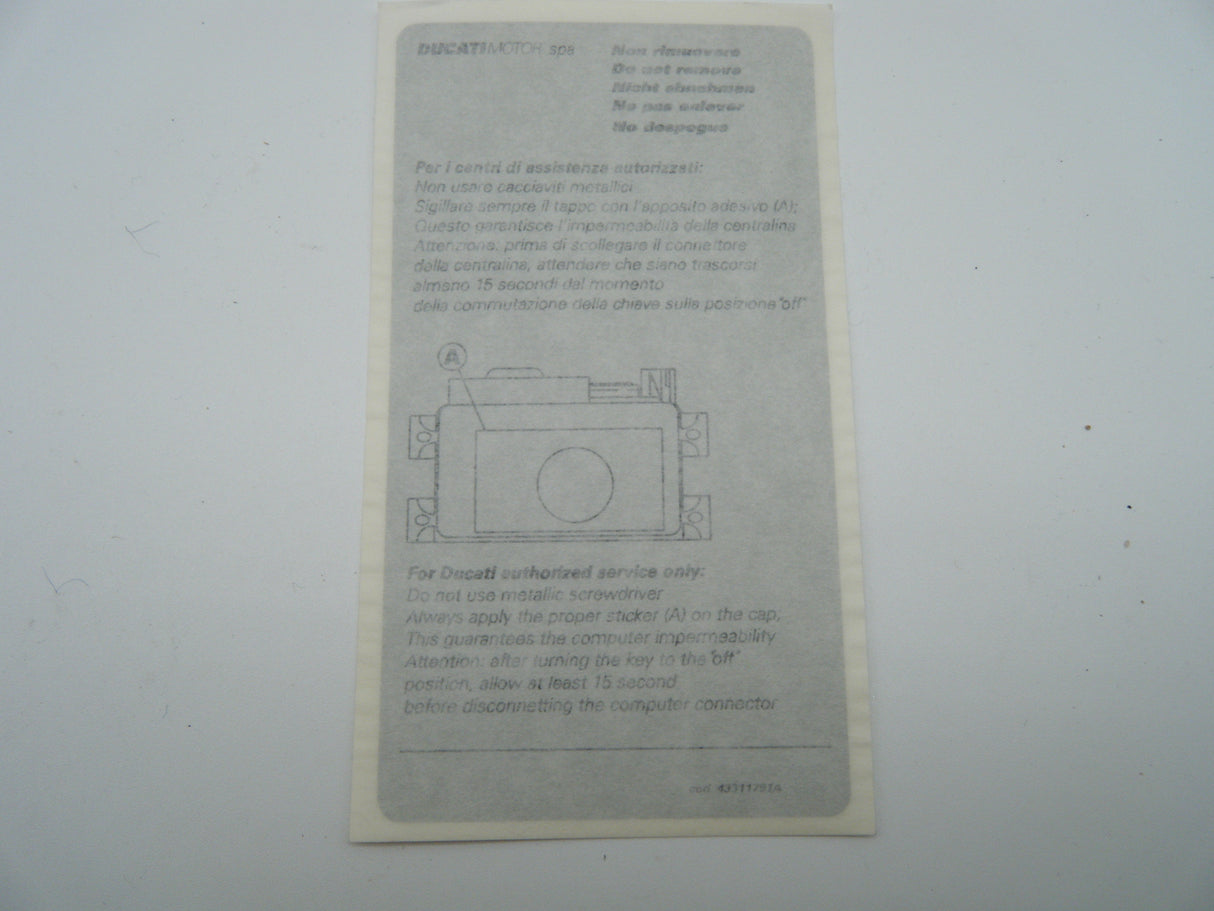 DUCATIMOTOR spa
Non rimuovere
Do not remove
Nicht abnehmen
No pas enlever
No despegue
Per i centri di assistenza autorizzati:
Non usare cacciaviti metallici
Sigillare sempre il tappo con l'apposito adesivo (A);
Questo garantisce l'impermeabilità della centralina
Attenzione: prima di scollegare il connettore
della centralina, attendere che siano trascorsi
almeno 15 secondi dal momento
della commutazione della chiave sulla posizione "off"
A
For Ducati authorized service only:
Do not use metallic screwdriver
Always apply the proper sticker (A) on the cap;
This guarantees the computer impermeability
Attention: after turning the key to the "off"
position, allow at least 15 second
before disconnetting the computer connector
cod.